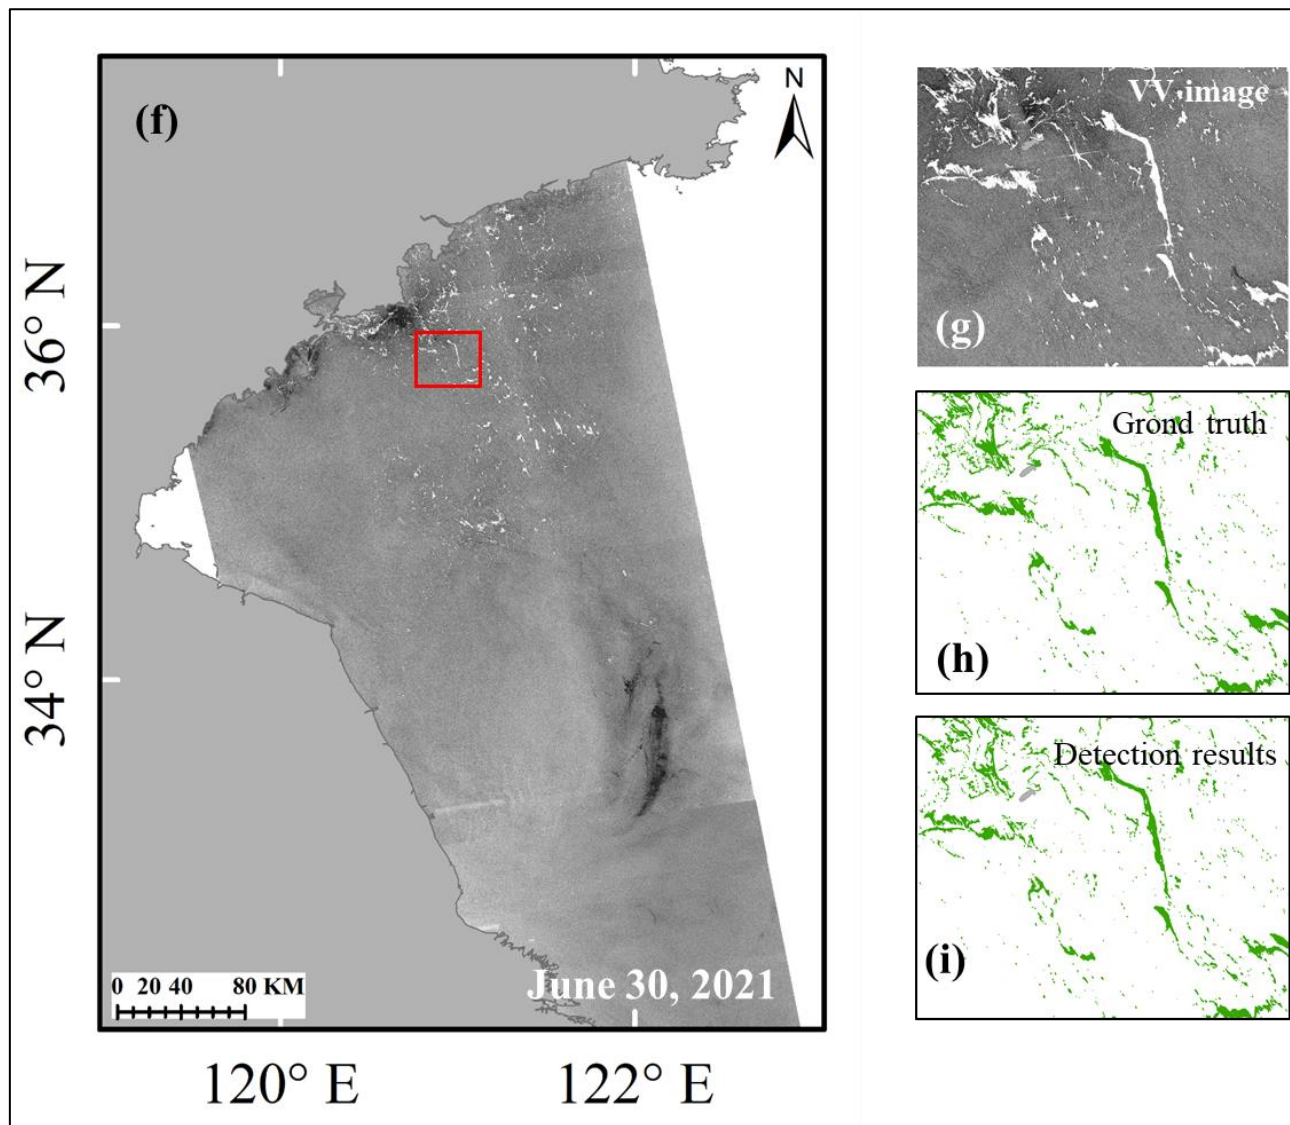 (f)
N
36° N
34° N
0 20 40 80 KM
June 30, 2021
120° E 122° E
VV image
(g)
Grond truth
(h)
Detection results
(i)